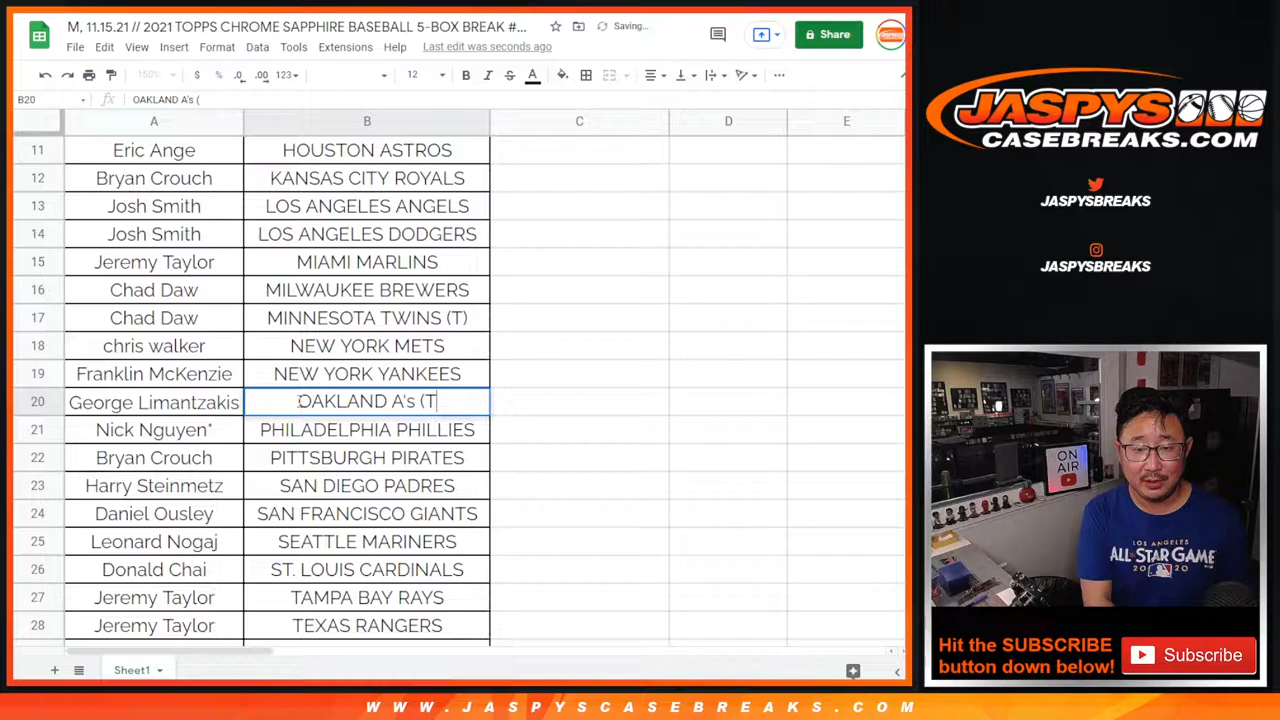 M, 11.15.21 // 2021 TOPPS CHROME SAPPHIRE BASEBALL 5-BOX BREAK #...
Saving...
File Edit View Insert Format Data Tools Extensions Help Last edit was seconds ago
Share
150% $ % .0 .00 123 12 B I S A
B20 fx OAKLAND A's (
A B C D E
11 Eric Ange HOUSTON ASTROS
12 Bryan Crouch KANSAS CITY ROYALS
13 Josh Smith LOS ANGELES ANGELS
14 Josh Smith LOS ANGELES DODGERS
15 Jeremy Taylor MIAMI MARLINS
16 Chad Daw MILWAUKEE BREWERS
17 Chad Daw MINNESOTA TWINS (T)
18 chris walker NEW YORK METS
19 Franklin McKenzie NEW YORK YANKEES
20 George Limantzakis OAKLAND A's (T
21 Nick Nguyen* PHILADELPHIA PHILLIES
22 Bryan Crouch PITTSBURGH PIRATES
23 Harry Steinmetz SAN DIEGO PADRES
24 Daniel Ousley SAN FRANCISCO GIANTS
25 Leonard Nogaj SEATTLE MARINERS
26 Donald Chai ST. LOUIS CARDINALS
27 Jeremy Taylor TAMPA BAY RAYS
28 Jeremy Taylor TEXAS RANGERS
Sheet1
JASPYS
CASEBREAKS.COM
JASPYSBREAKS
JASPYSBREAKS
ON
AIR
LOS ANGELES
ALL STAR GAME
2020
Hit the SUBSCRIBE
button down below!
Subscribe
WWW.JASPYSCASEBREAKS.COM